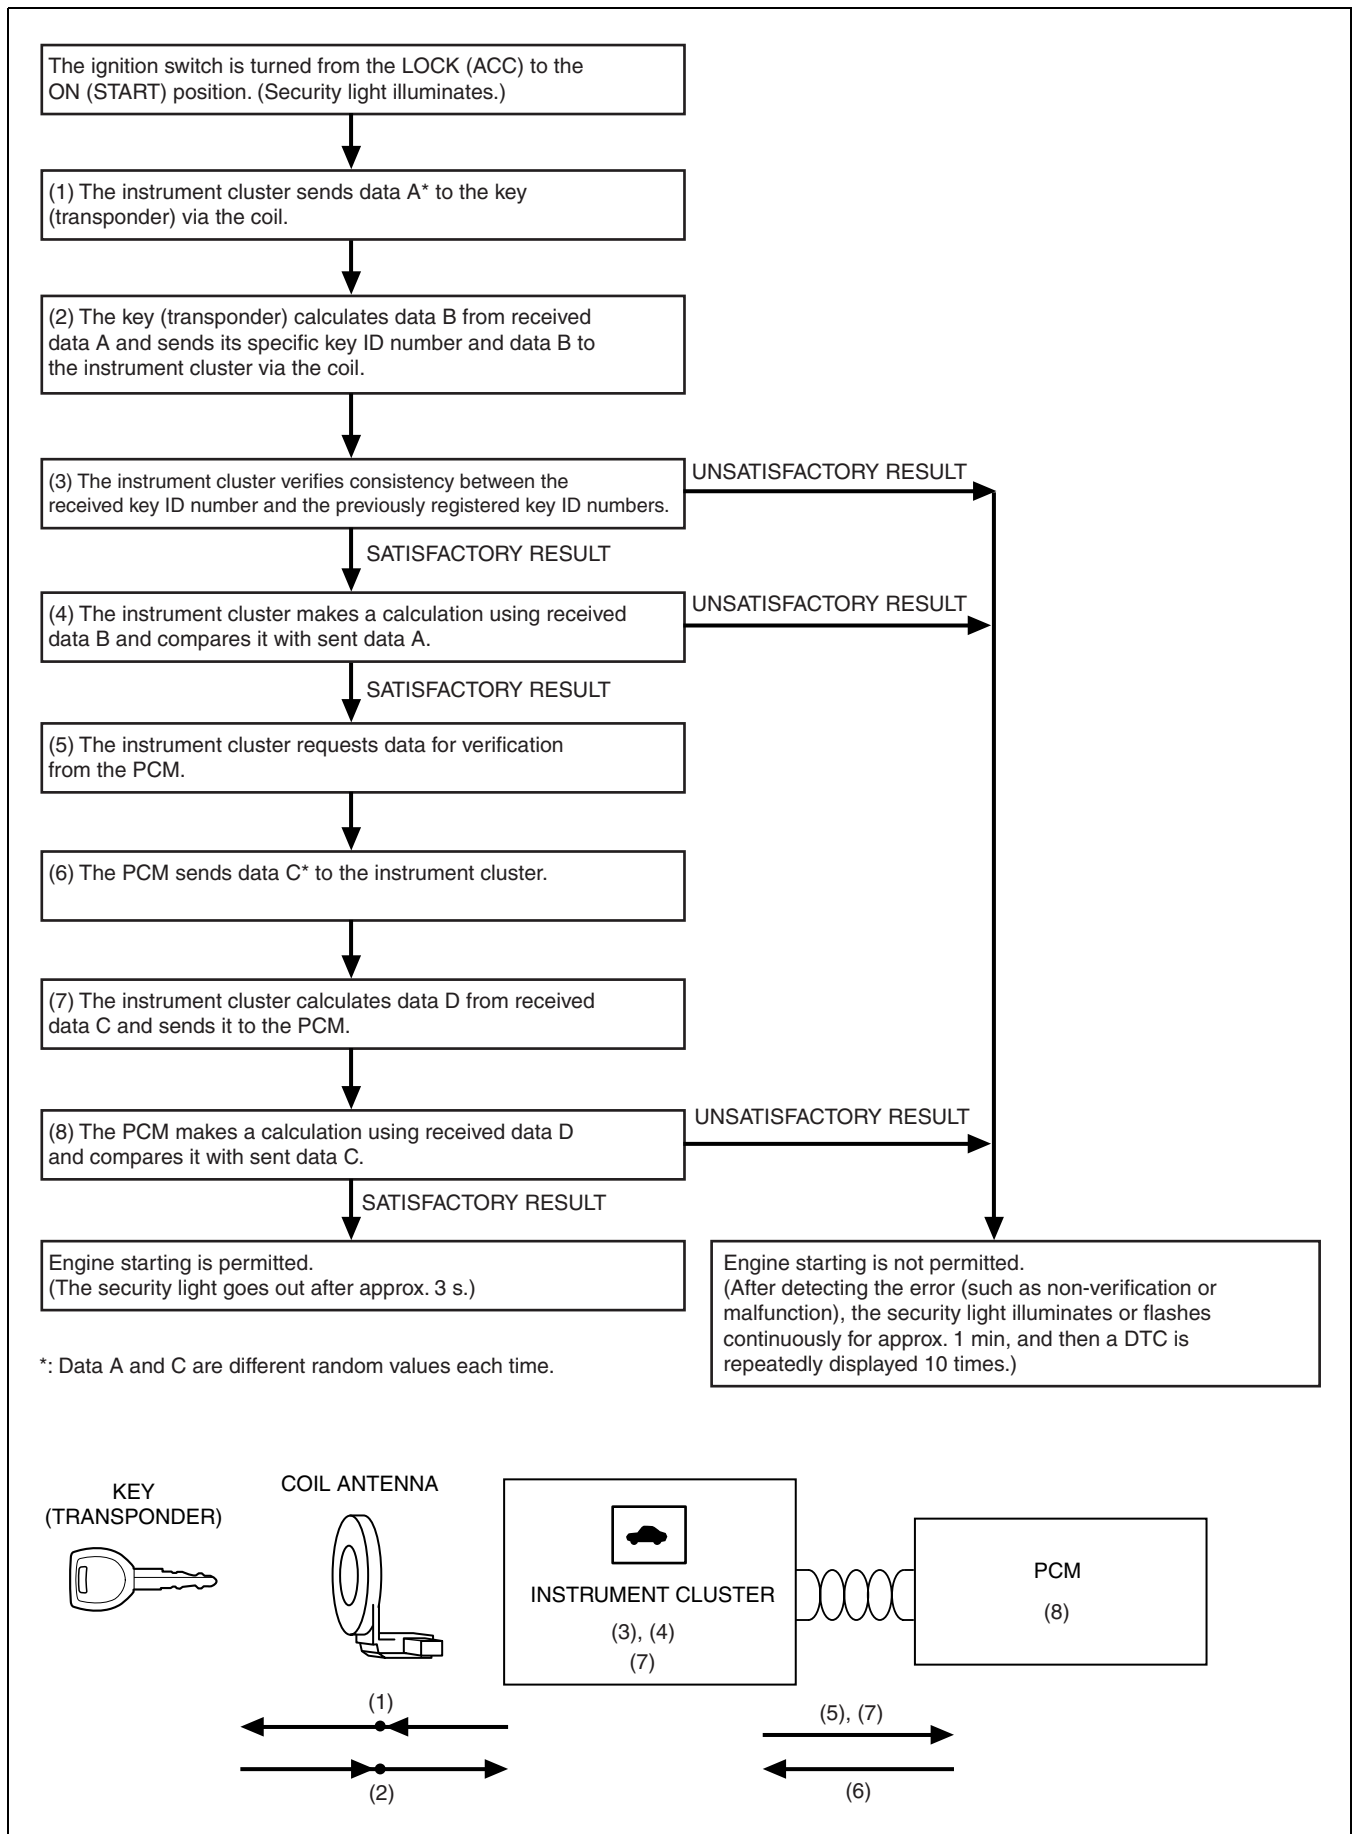 The ignition switch is turned from the LOCK (ACC) to the
ON (START) position. (Security light illuminates.)
(1) The instrument cluster sends data A* to the key
(transponder) via the coil.
(2) The key (transponder) calculates data B from received
data A and sends its specific key ID number and data B to
the instrument cluster via the coil.
(3) The instrument cluster verifies consistency between the
received key ID number and the previously registered key ID numbers.
UNSATISFACTORY RESULT
SATISFACTORY RESULT
(4) The instrument cluster makes a calculation using received
data B and compares it with sent data A.
UNSATISFACTORY RESULT
SATISFACTORY RESULT
(5) The instrument cluster requests data for verification
from the PCM.
(6) The PCM sends data C* to the instrument cluster.
(7) The instrument cluster calculates data D from received
data C and sends it to the PCM.
(8) The PCM makes a calculation using received data D
and compares it with sent data C.
UNSATISFACTORY RESULT
SATISFACTORY RESULT
Engine starting is permitted.
(The security light goes out after approx. 3 s.)
Engine starting is not permitted.
(After detecting the error (such as non-verification or
malfunction), the security light illuminates or flashes
continuously for approx. 1 min, and then a DTC is
repeatedly displayed 10 times.)
*: Data A and C are different random values each time.
KEY
(TRANSPONDER)
COIL ANTENNA
INSTRUMENT CLUSTER
(3), (4)
(7)
PCM
(8)
(1)
(2)
(5), (7)
(6)